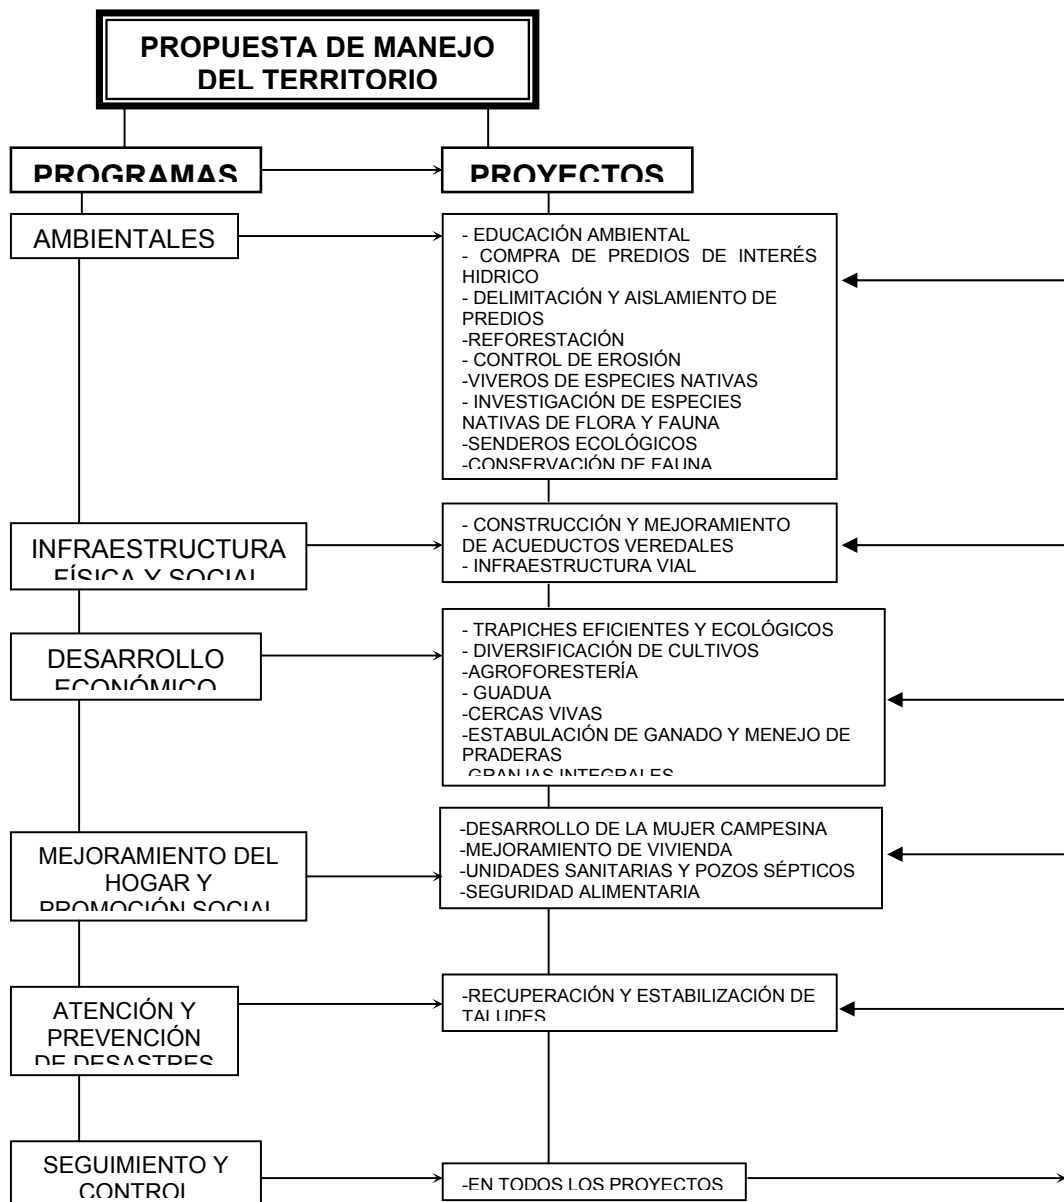 PROPUESTA DE MANEJO
DEL TERRITORIO
PROGRAMAS
PROYECTOS
AMBIENTALES
- EDUCACIÓN AMBIENTAL
- COMPRA DE PREDIOS DE INTERÉS
HIDRICO
- DELIMITACIÓN Y AISLAMIENTO DE
PREDIOS
-REFORESTACIÓN
- CONTROL DE EROSIÓN
-VIVEROS DE ESPECIES NATIVAS
- INVESTIGACIÓN DE ESPECIES
NATIVAS DE FLORA Y FAUNA
-SENDEROS ECOLÓGICOS
-CONSERVACIÓN DE FAUNA
INFRAESTRUCTURA
FÍSICA Y SOCIAL
- CONSTRUCCIÓN Y MEJORAMIENTO
DE ACUEDUCTOS VEREDALES
- INFRAESTRUCTURA VIAL
DESARROLLO
ECONÓMICO
- TRAPICHES EFICIENTES Y ECOLÓGICOS
- DIVERSIFICACIÓN DE CULTIVOS
-AGROFORESTERÍA
- GUADUA
-CERCAS VIVAS
-ESTABULACIÓN DE GANADO Y MENEJO DE
PRADERAS
-GRANJAS INTEGRALES
MEJORAMIENTO DEL
HOGAR Y
PROMOCIÓN SOCIAL
-DESARROLLO DE LA MUJER CAMPESINA
-MEJORAMIENTO DE VIVIENDA
-UNIDADES SANITARIAS Y POZOS SÉPTICOS
-SEGURIDAD ALIMENTARIA
ATENCIÓN Y
PREVENCIÓN
DE DESASTRES
-RECUPERACIÓN Y ESTABILIZACIÓN DE
TALUDES
SEGUIMIENTO Y
CONTROL
-EN TODOS LOS PROYECTOS